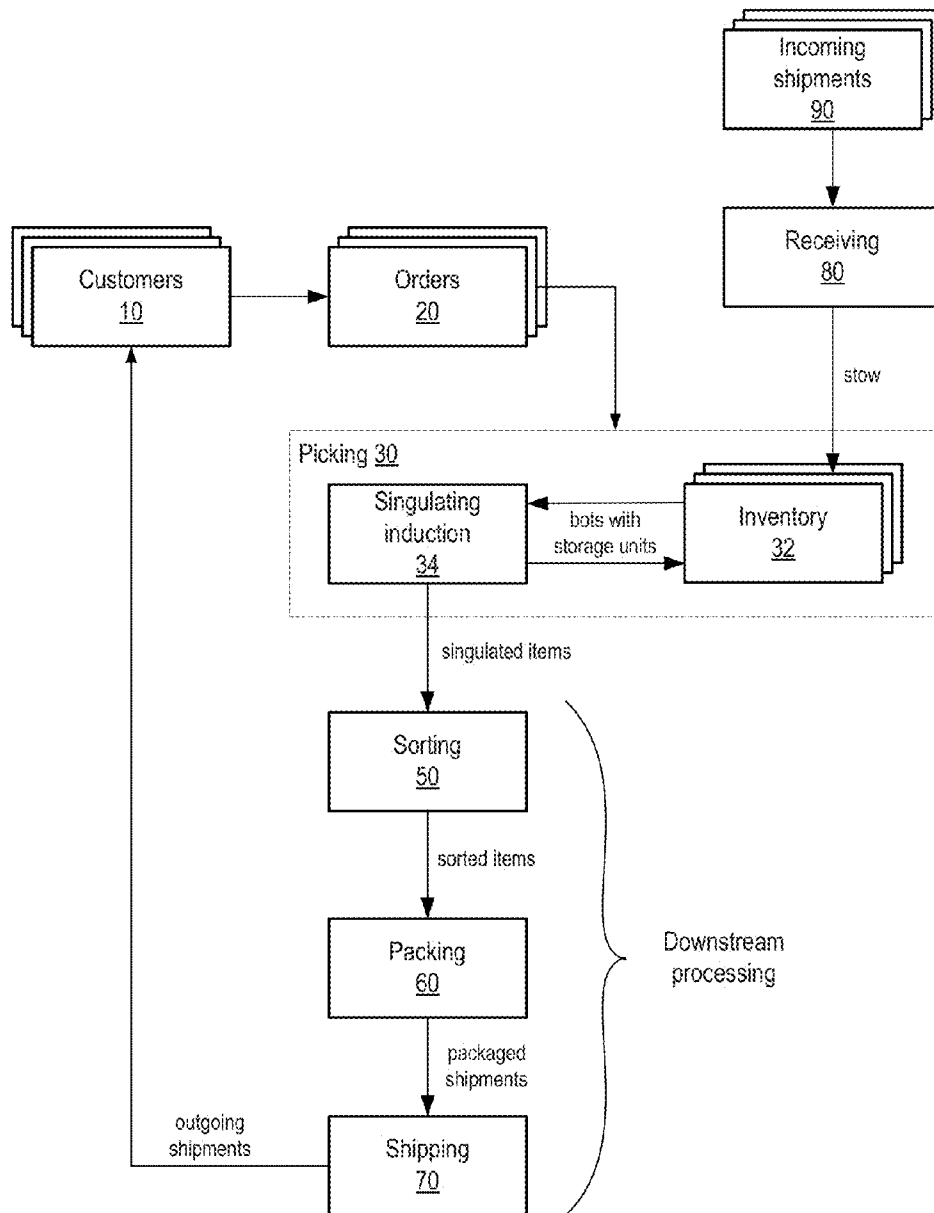 Incoming
shipments
90
Receiving
80
Customers
10
Orders
20
stow
Picking 30
Singulating
induction
34
bots with
storage units
Inventory
32
singulated items
Sorting
50
sorted items
Packing
60
Downstream
processing
packaged
shipments
outgoing
shipments
Shipping
70